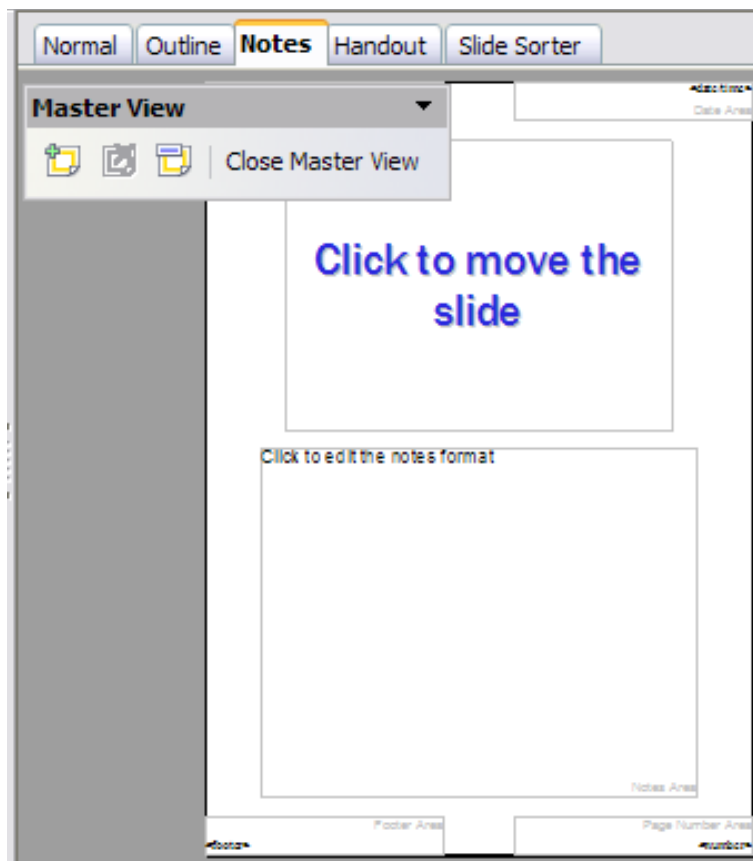 Normal Outline Notes Handout Slide Sorter
<date/time>
Master View
Date Area
Close Master View
Click to move the
slide
Click to edit the notes format
Notes Area
Footer Area Page Number Area
<footer> <number>